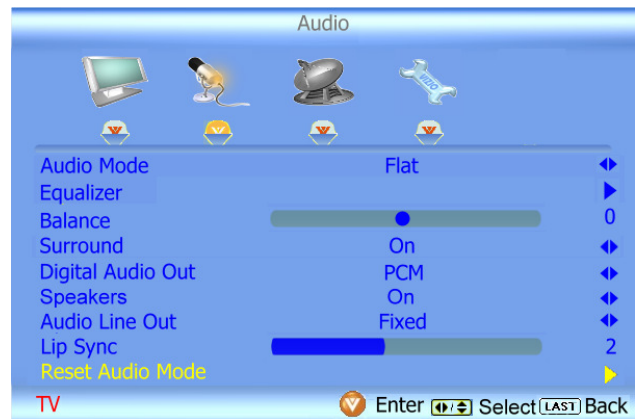 Audio
VIZIO
Audio Mode Flat
Equalizer
Balance 0
Surround On
Digital Audio Out PCM
Speakers On
Audio Line Out Fixed
Lip Sync 2
Reset Audio Mode
TV Enter Select LAST Back